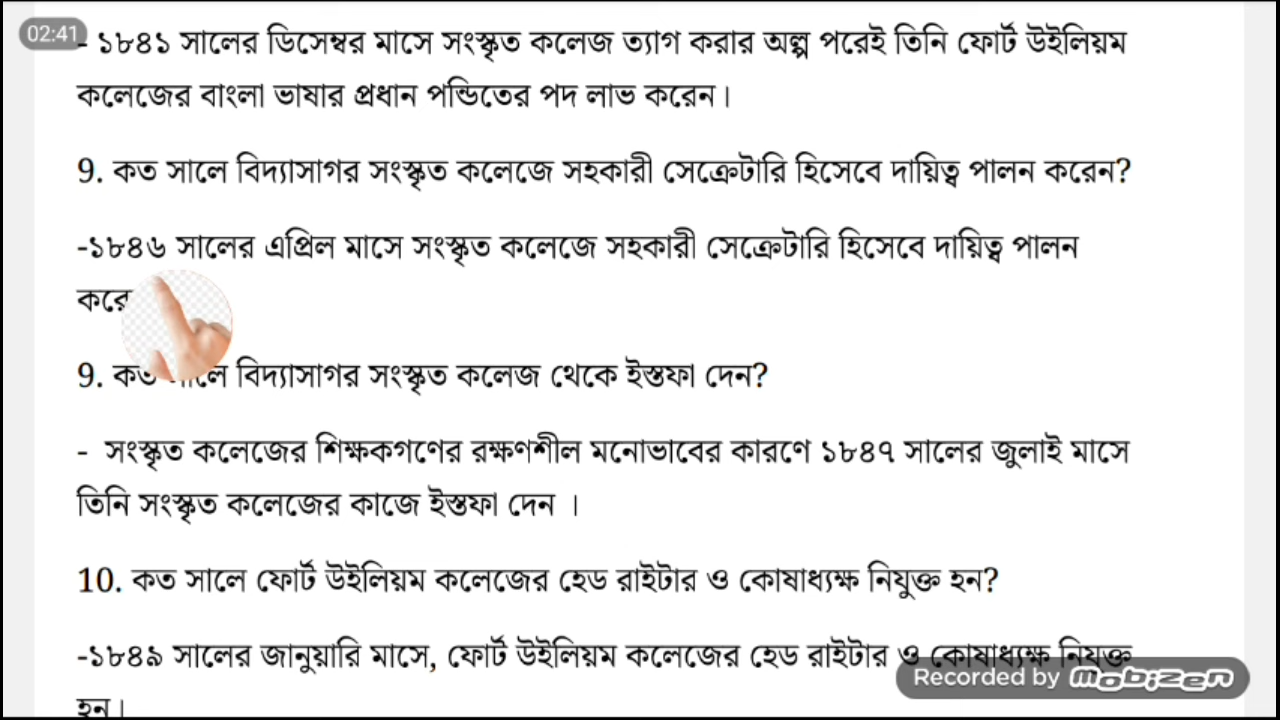 02:41
- ১৮৪১ সালের ডিসেম্বর মাসে সংস্কৃত কলেজ ত্যাগ করার অল্প পরেই তিনি ফোর্ট উইলিয়ম
কলেজের বাংলা ভাষার প্রধান পন্ডিতের পদ লাভ করেন।
9. কত সালে বিদ্যাসাগর সংস্কৃত কলেজে সহকারী সেক্রেটারি হিসেবে দায়িত্ব পালন করেন?
-১৮৪৬ সালের এপ্রিল মাসে সংস্কৃত কলেজে সহকারী সেক্রেটারি হিসেবে দায়িত্ব পালন
করে
9. কত সালে বিদ্যাসাগর সংস্কৃত কলেজ থেকে ইস্তফা দেন?
- সংস্কৃত কলেজের শিক্ষকগণের রক্ষণশীল মনোভাবের কারণে ১৮৪৭ সালের জুলাই মাসে
তিনি সংস্কৃত কলেজের কাজে ইস্তফা দেন ।
10. কত সালে ফোর্ট উইলিয়ম কলেজের হেড রাইটার ও কোষাধ্যক্ষ নিযুক্ত হন?
-১৮৪৯ সালের জানুয়ারি মাসে, ফোর্ট উইলিয়ম কলেজের হেড রাইটার ও কোষাধ্যক্ষ নিযুক্ত
হন।
Recorded by mobizen